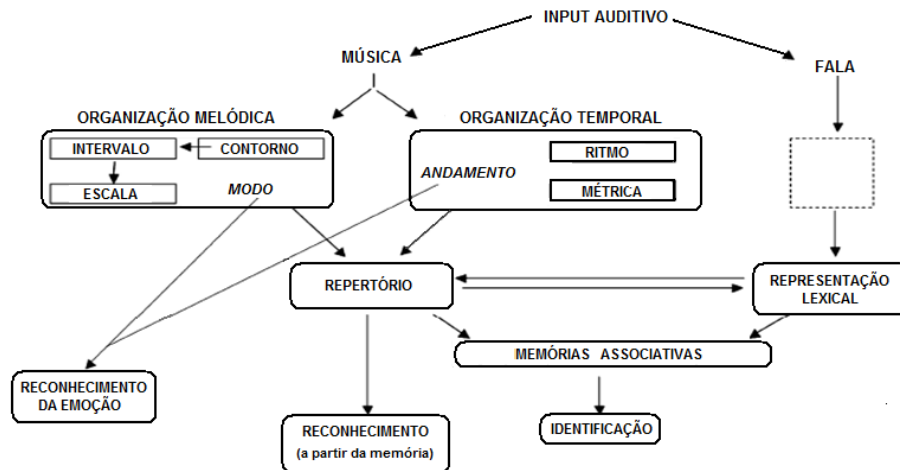 INPUT AUDITIVO
MÚSICA
FALA
ORGANIZAÇÃO MELÓDICA
ORGANIZAÇÃO TEMPORAL
INTERVALO
CONTORNO
ESCALA
MODO
ANDAMENTO
RITMO
MÉTRICA
REPERTÓRIO
REPRESENTAÇÃO
LEXICAL
MEMÓRIAS ASSOCIATIVAS
RECONHECIMENTO
DA EMOÇÃO
RECONHECIMENTO
(a partir da memória)
IDENTIFICAÇÃO